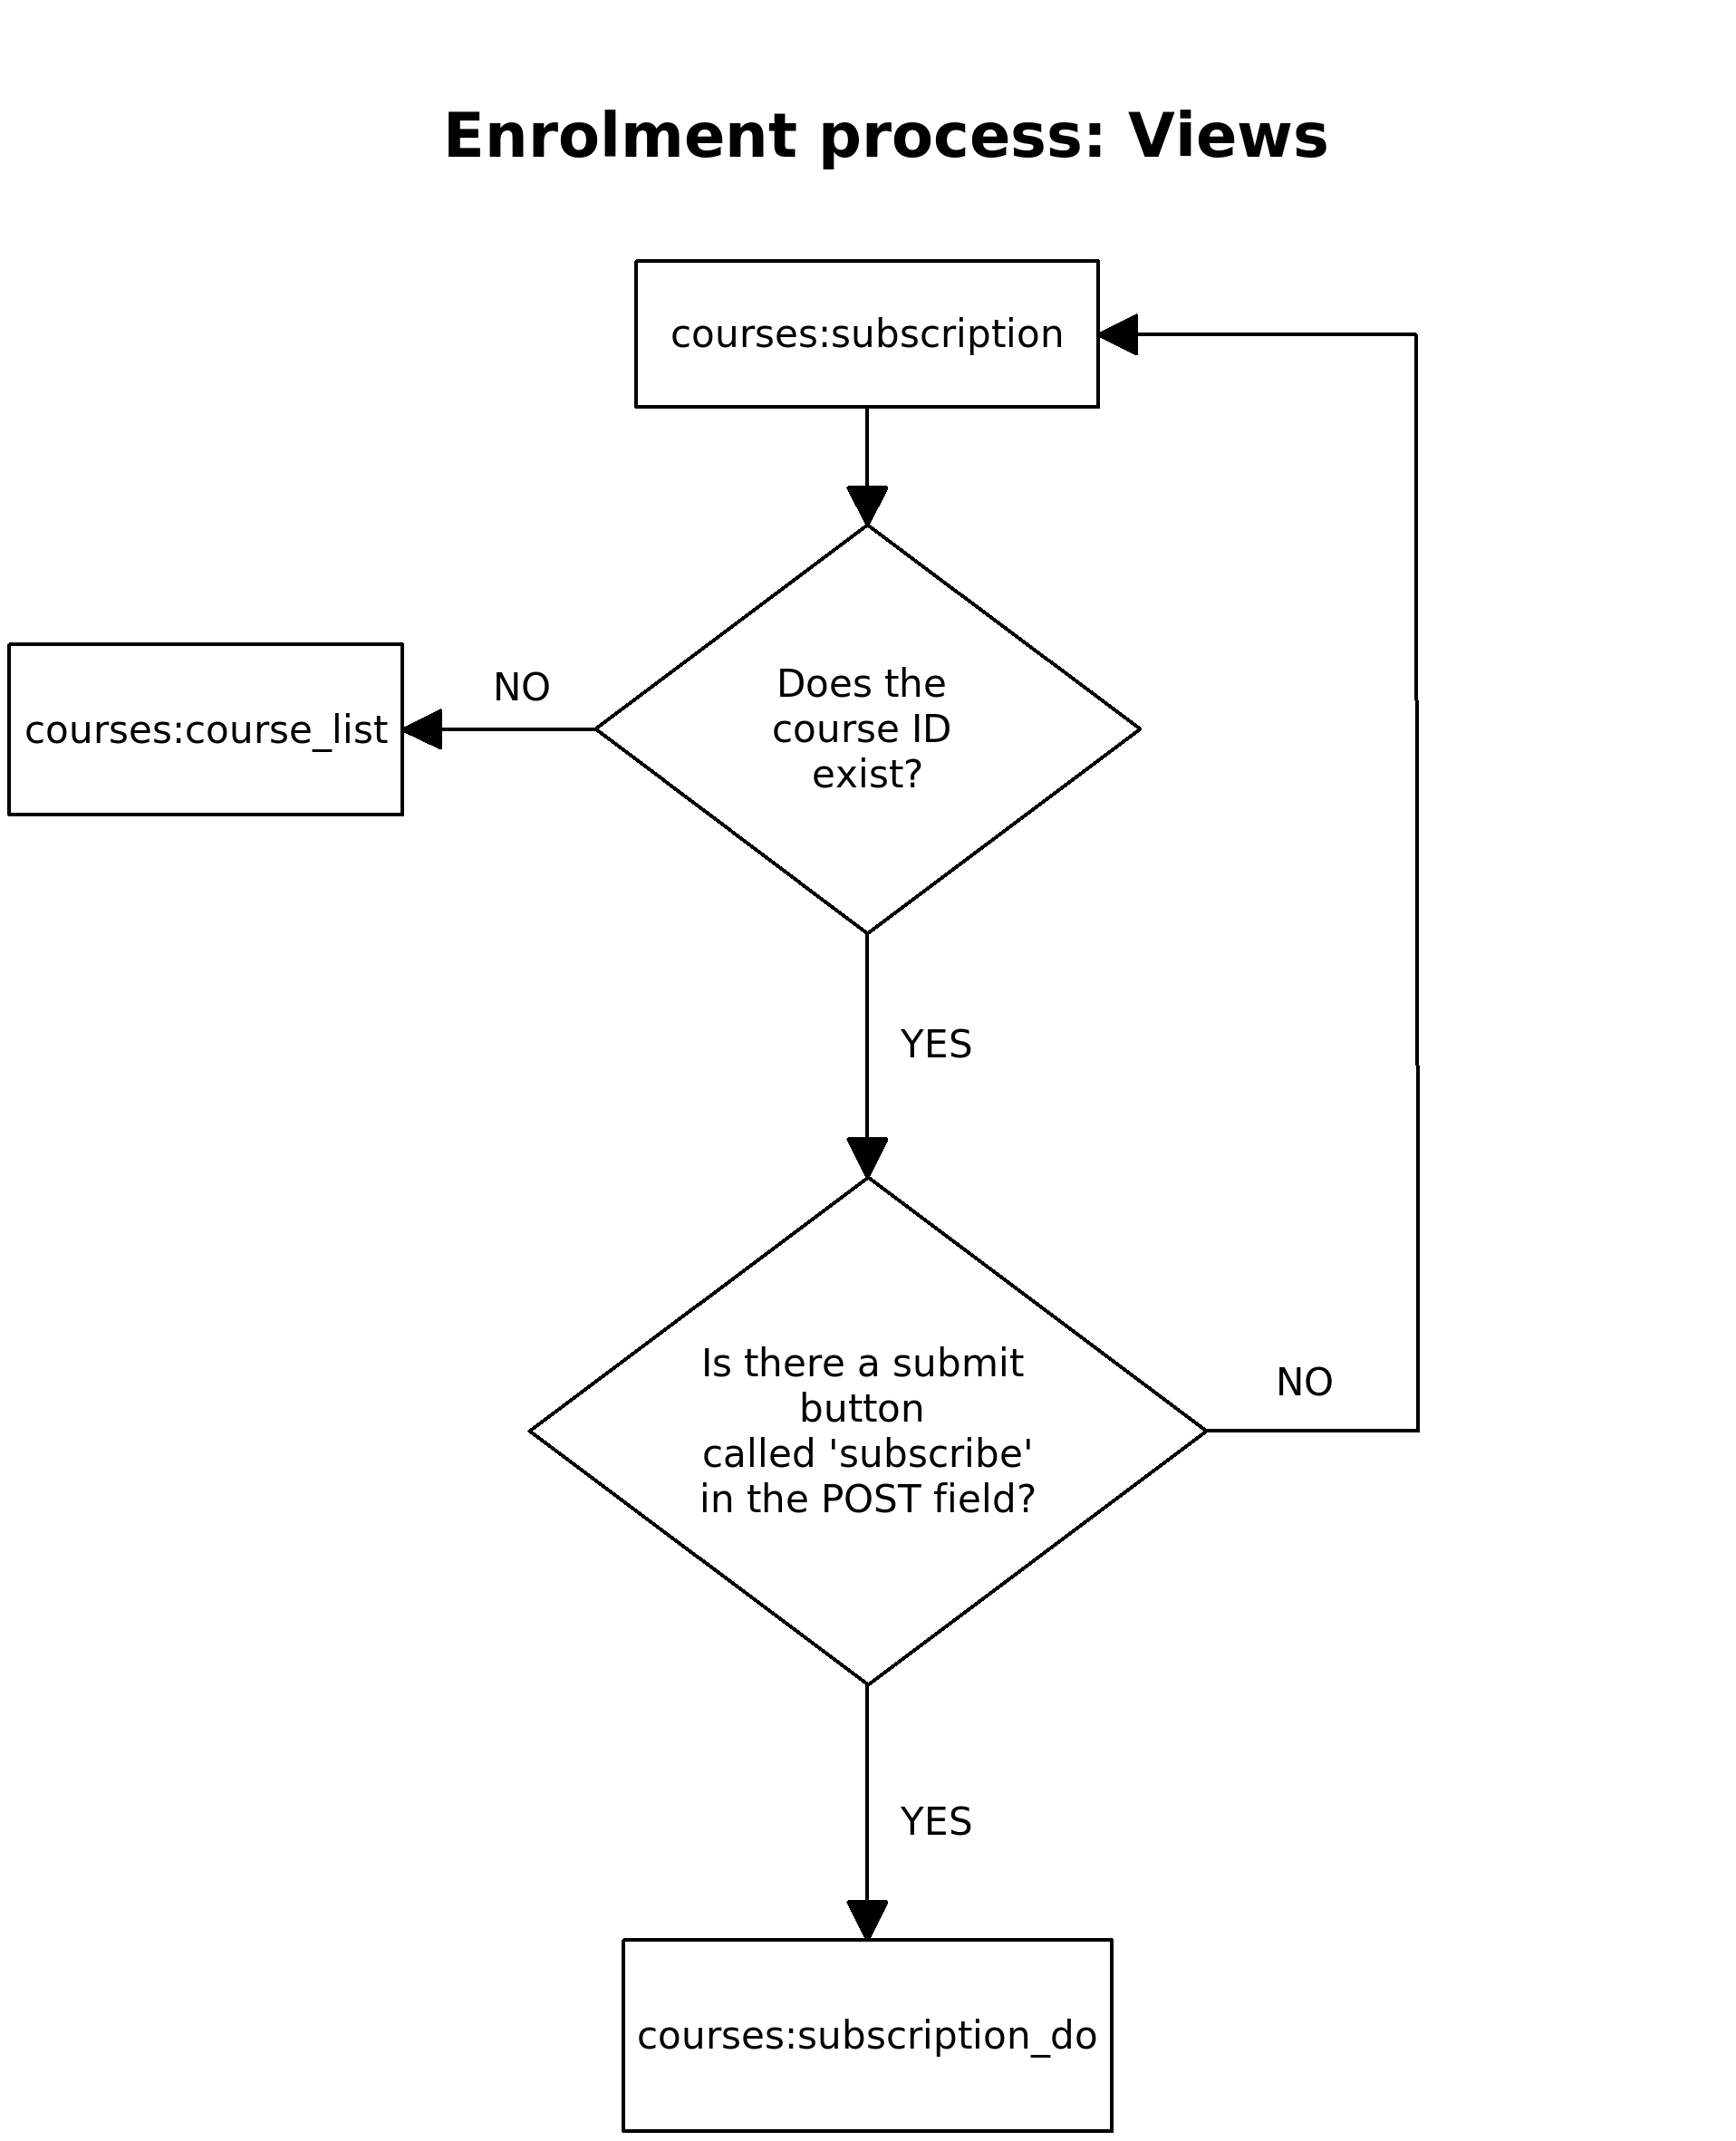 Enrolment process: Views
courses:subscription
Does the
course ID
exist?
NO
courses:course_list
YES
Is there a submit
button
called 'subscribe'
in the POST field?
NO
YES
courses:subscription_do